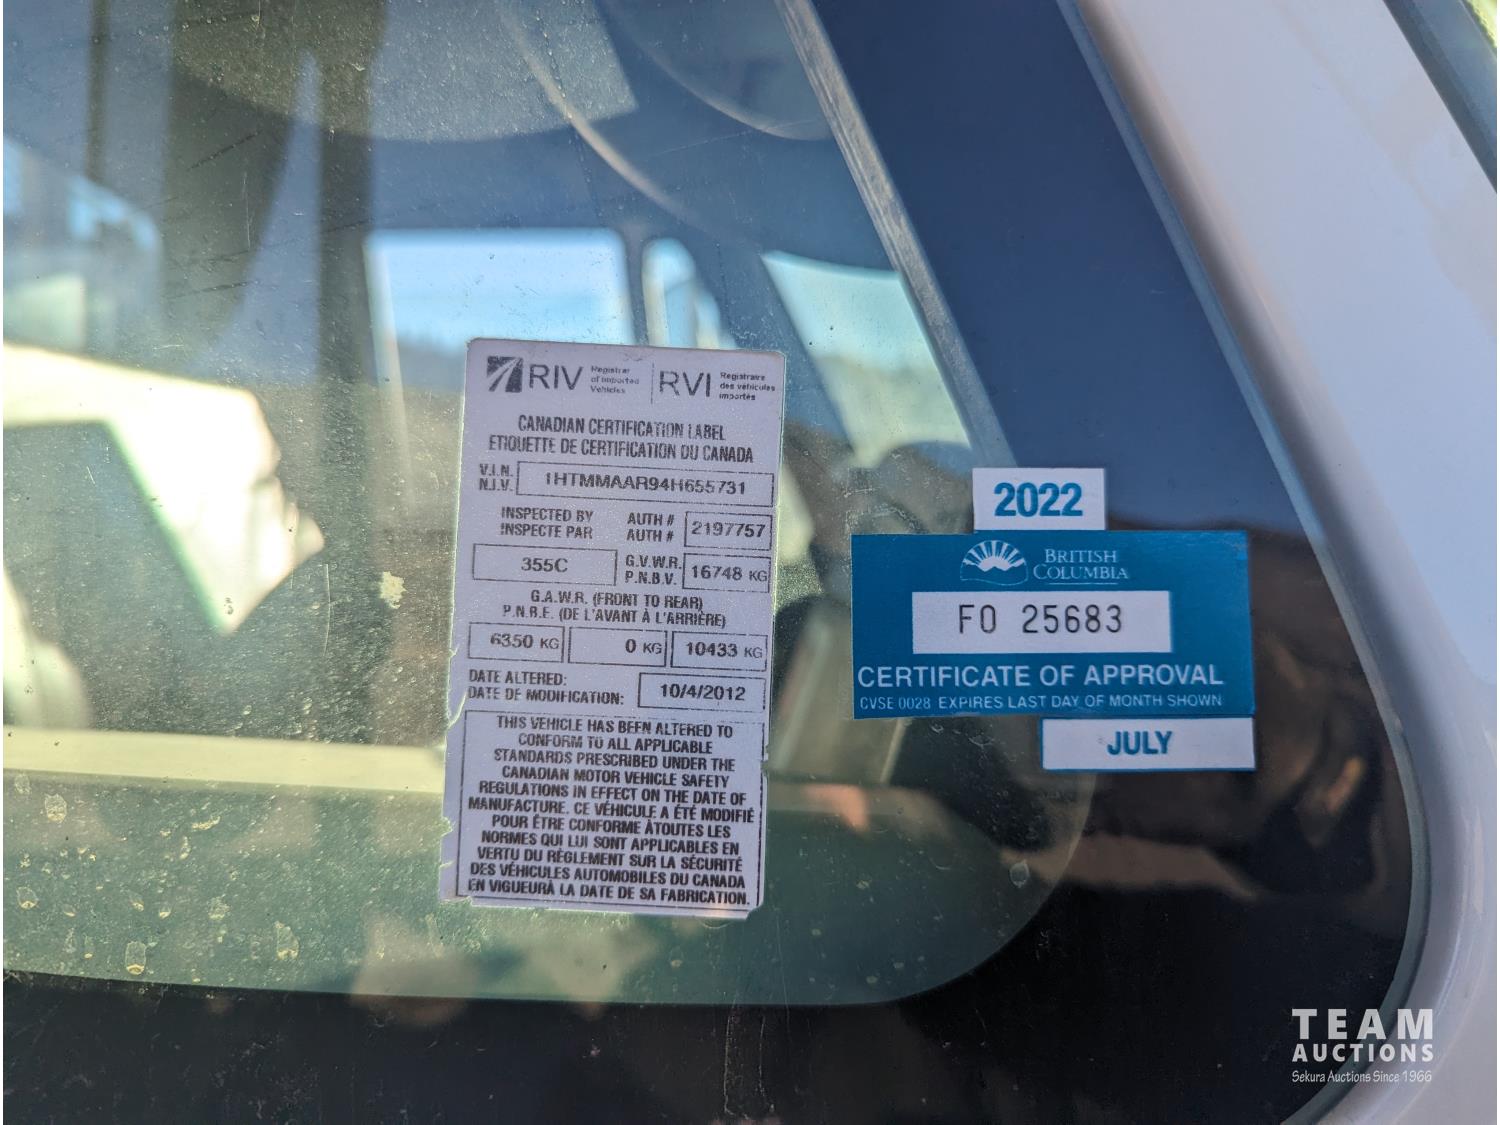 RIV Registrar of Imported Vehicles RVI Registraire des véhicules importés
CANADIAN CERTIFICATION LABEL
ETIQUETTE DE CERTIFICATION DU CANADA
V.I.N.
N.I.V.
1HTMMAAR94H655731
INSPECTED BY
INSPECTE PAR
AUTH #
AUTH #
2197757
355C
G.V.W.R.
P.N.B.V.
16748 KG
G.A.W.R. (FRONT TO REAR)
P.N.B.E. (DE L'AVANT À L'ARRIÈRE)
6350 KG 0 KG 10433 KG
DATE ALTERED:
DATE DE MODIFICATION:
10/4/2012
THIS VEHICLE HAS BEEN ALTERED TO
CONFORM TO ALL APPLICABLE
STANDARDS PRESCRIBED UNDER THE
CANADIAN MOTOR VEHICLE SAFETY
REGULATIONS IN EFFECT ON THE DATE OF
MANUFACTURE. CE VÉHICULE A ÉTÉ MODIFIÉ
POUR ÊTRE CONFORME ÀTOUTES LES
NORMES QUI LUI SONT APPLICABLES EN
VERTU DU RÈGLEMENT SUR LA SÉCURITÉ
DES VÉHICULES AUTOMOBILES DU CANADA
EN VIGUEURÀ LA DATE DE SA FABRICATION.
2022
BRITISH
COLUMBIA
FO 25683
CERTIFICATE OF APPROVAL
CVSE 0028 EXPIRES LAST DAY OF MONTH SHOWN
JULY
TEAM
AUCTIONS
Sekura Auctions Since 1966